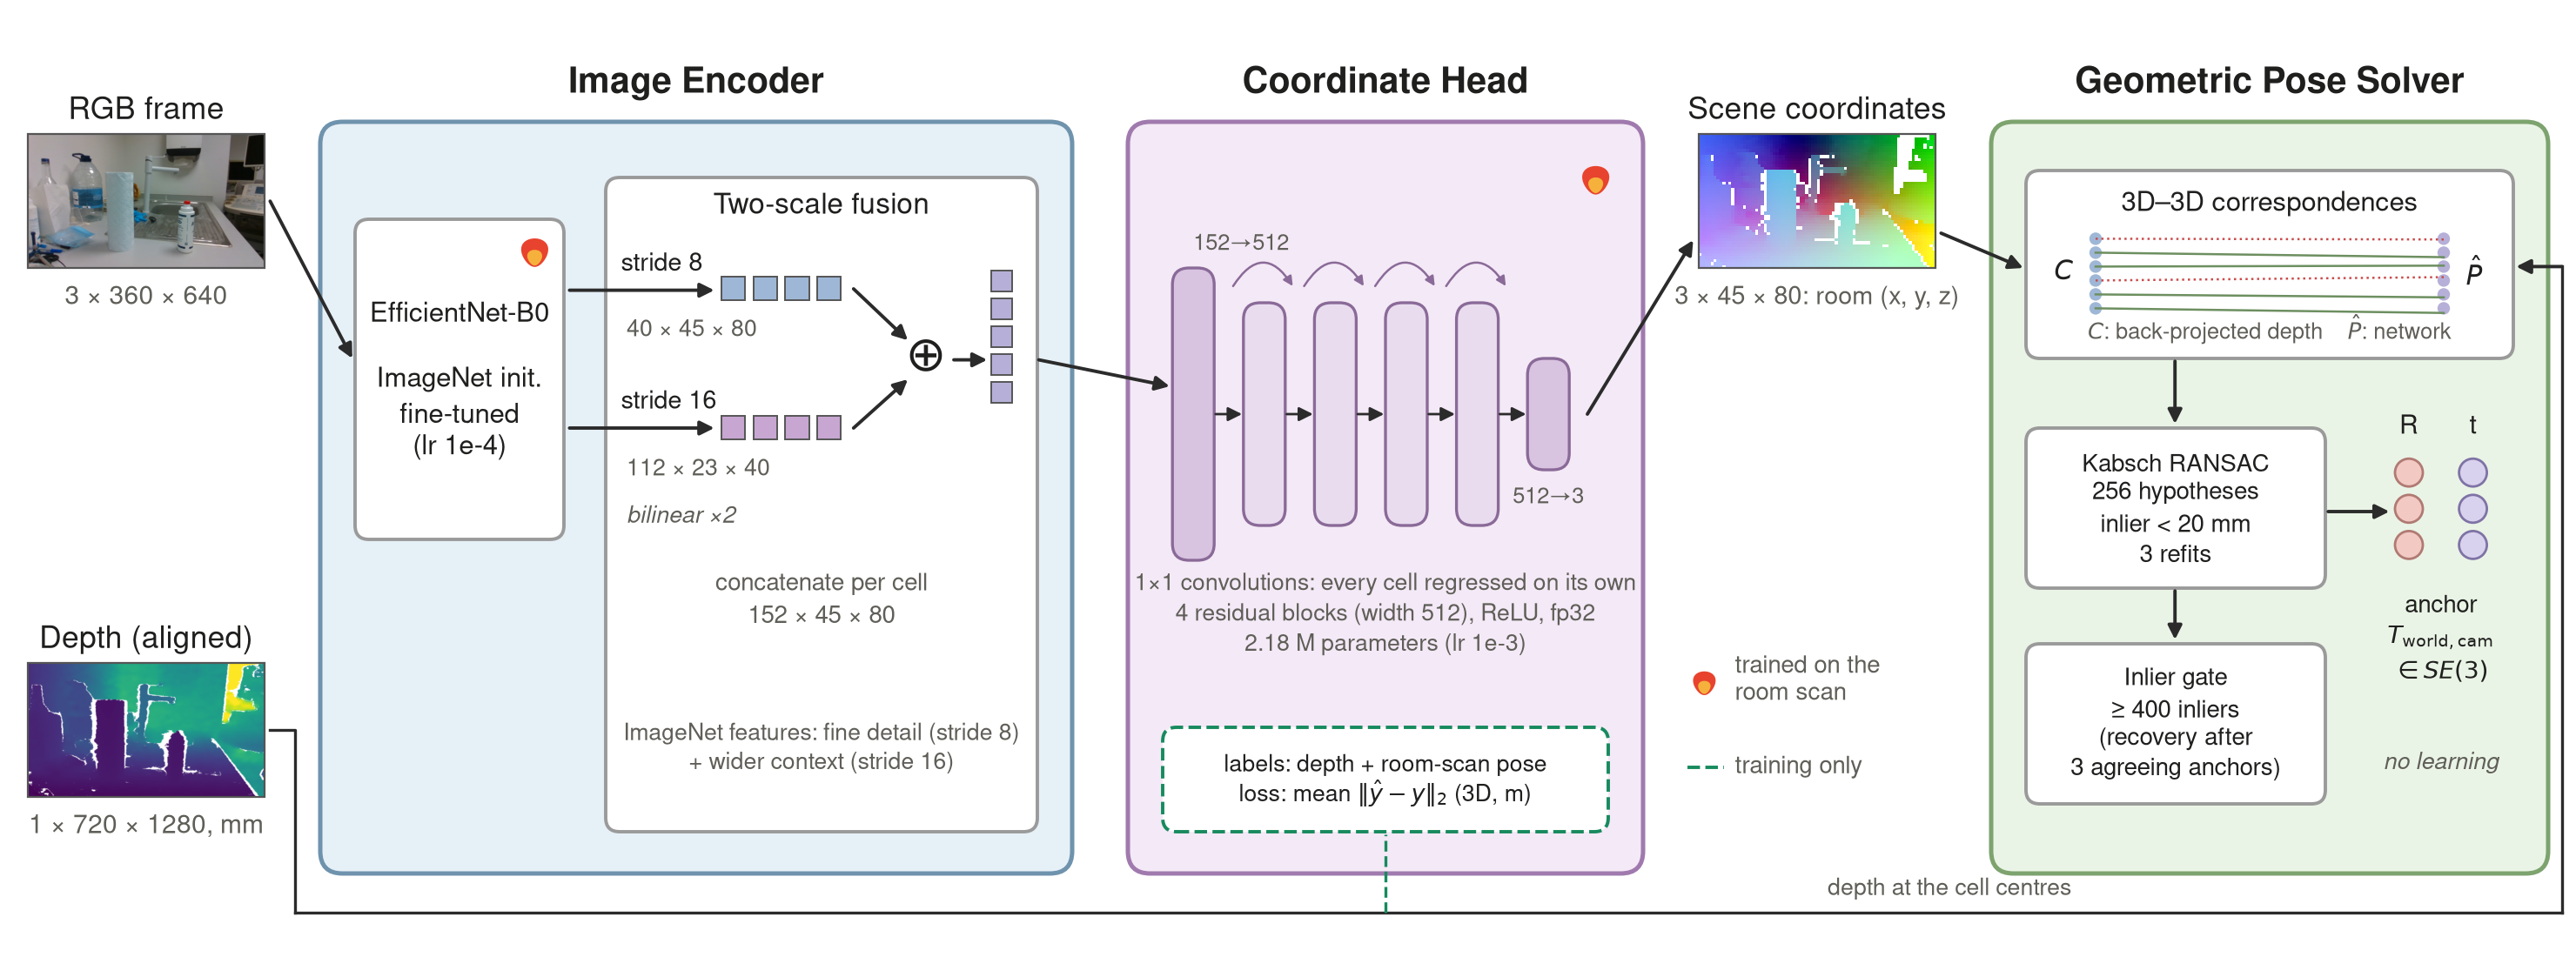 Image Encoder
Coordinate Head
Geometric Pose Solver
RGB frame
3 × 360 × 640
Depth (aligned)
1 × 720 × 1280, mm
EfficientNet-B0
ImageNet init.
fine-tuned
(lr 1e-4)
Two-scale fusion
stride 8
40 × 45 × 80
stride 16
112 × 23 × 40
bilinear ×2
concatenate per cell
152 × 45 × 80
ImageNet features: fine detail (stride 8)
+ wider context (stride 16)
152→512
512→3
1×1 convolutions: every cell regressed on its own
4 residual blocks (width 512), ReLU, fp32
2.18 M parameters (lr 1e-3)
labels: depth + room-scan pose
loss: mean ‖ŷ − y‖₂ (3D, m)
Scene coordinates
3 × 45 × 80: room (x, y, z)
trained on the
room scan
training only
3D–3D correspondences
C
P̂
C: back-projected depth P̂: network
Kabsch RANSAC
256 hypotheses
inlier < 20 mm
3 refits
R t
anchor
T world, cam
∈ SE(3)
Inlier gate
≥ 400 inliers
(recovery after
3 agreeing anchors)
no learning
depth at the cell centres